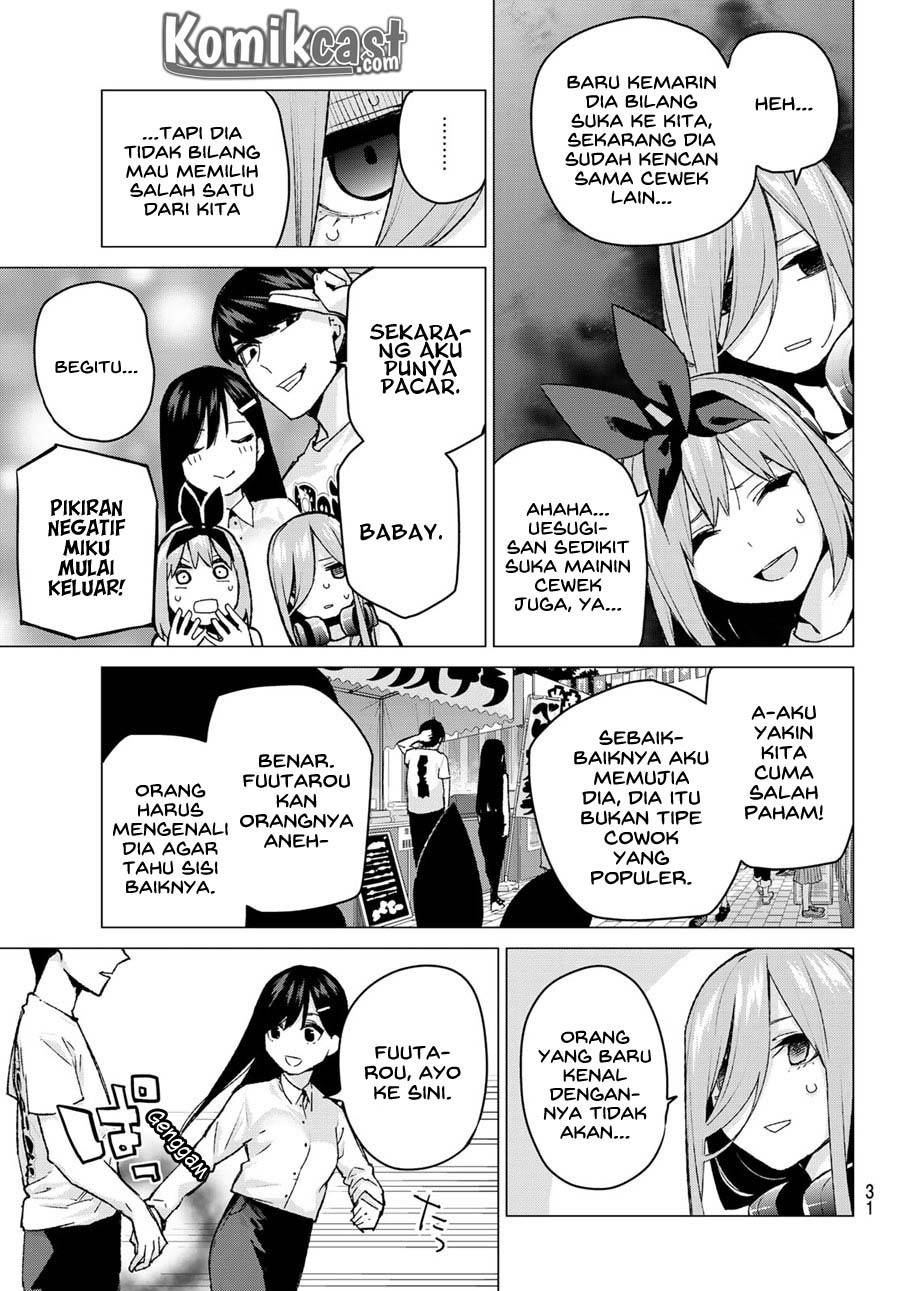 Komikcast
.com
HEH...
BARU KEMARIN
DIA BILANG
SUKA KE KITA,
SEKARANG DIA
SUDAH KENCAN
SAMA CEWEK
LAIN...
AHAHA...
UESUGI-
SAN SEDIKIT
SUKA MAININ
CEWEK
JUGA, YA...
.........
...TAPI DIA
TIDAK BILANG
MAU MEMILIH
SALAH SATU
DARI KITA
SEKARA-
NG AKU
PUNYA
PACAR.
BABAY.
BEGITU...
PIKIRAN
NEGATIF
MIKU
MULAI
KELUAR!
A-AKU
YAKIN
KITA
CUMA
SALAH
PAHAM!
SEBAIK-
BAIKNYA AKU
MEMUJIA
DIA, DIA ITU
BUKAN TIPE
COWOK
YANG
POPULER.
BENAR.
FUUTAROU
KAN
ORANGNYA
ANEH-
ORANG
HARUS
MENGENALI
DIA AGAR
TAHU SISI
BAIKNYA.
ORANG
YANG BARU
KENAL
DENGAN-
NYA TIDAK
AKAN...
FUUTA-
ROU, AYO
KE SINI.
ぱっ
Genggam
たっ
31